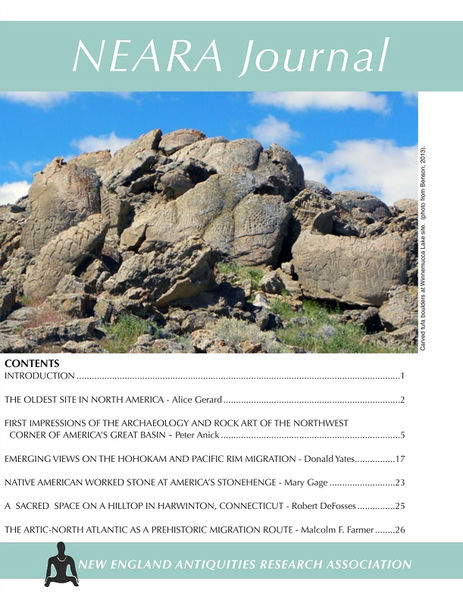 NEARA Journal
Carved tufa boulders at Winnemucca Lake site. (photo from Benson, 2013).
CONTENTS
INTRODUCTION ....................................................................................................1
THE OLDEST SITE IN NORTH AMERICA - Alice Gerard ........................................2
FIRST IMPRESSIONS OF THE ARCHAEOLOGY AND ROCK ART OF THE NORTHWEST
CORNER OF AMERICA'S GREAT BASIN - Peter Anick ........................................5
EMERGING VIEWS ON THE HOHOKAM AND PACIFIC RIM MIGRATION - Donald Yates................17
NATIVE AMERICAN WORKED STONE AT AMERICA'S STONEHENGE - Mary Gage ..........................23
A SACRED SPACE ON A HILLTOP IN HARWINTON, CONNECTICUT - Robert DeFosses ...............25
THE ARTIC-NORTH ATLANTIC AS A PREHISTORIC MIGRATION ROUTE - Malcolm F. Farmer........26
NEW ENGLAND ANTIQUITIES RESEARCH ASSOCIATION